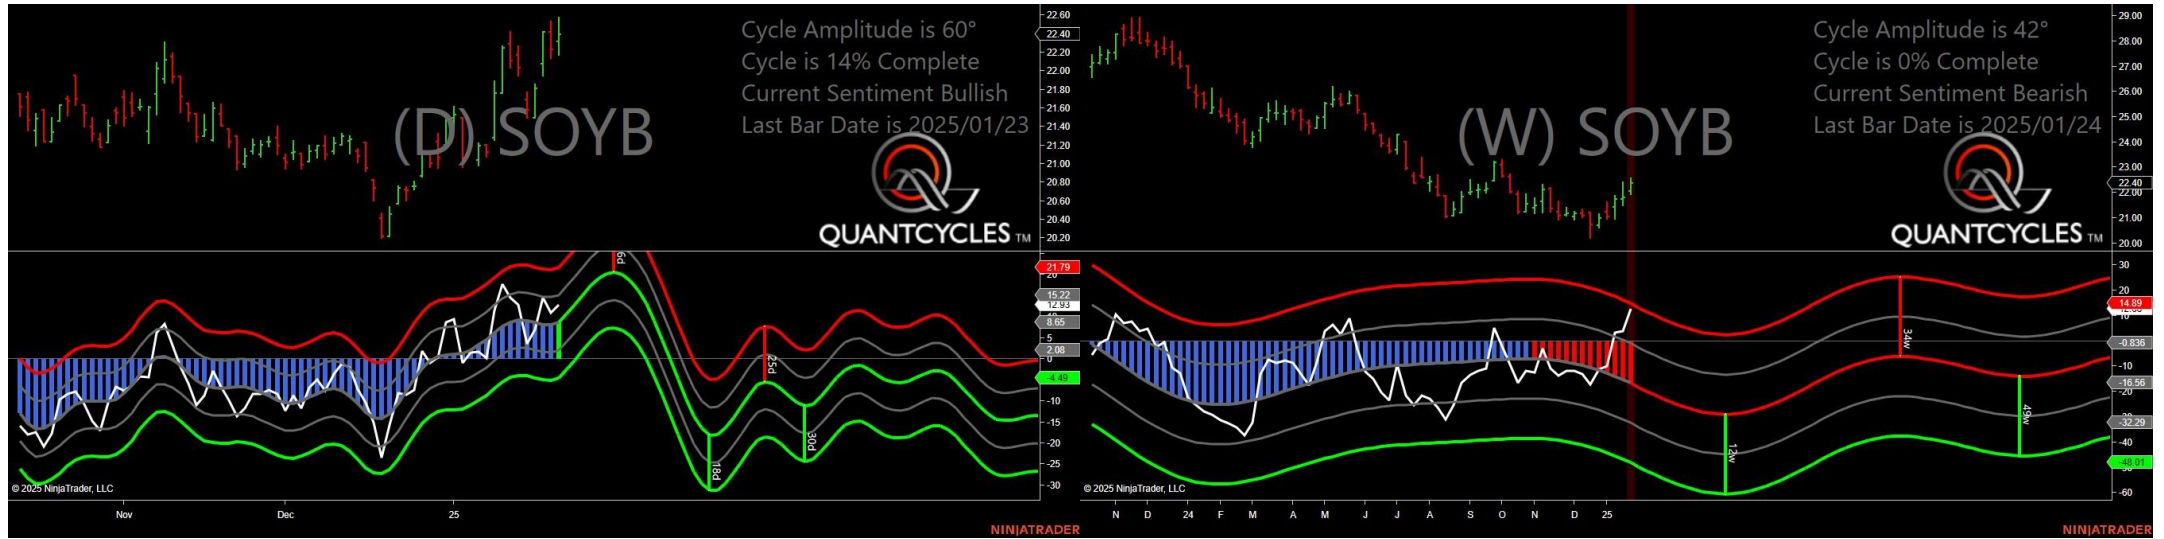 Cycle Amplitude is 60°
Cycle is 14% Complete
Current Sentiment Bullish
Last Bar Date is 2025/01/23
(D) SOYB
QUANTCYCLES TM
22.60
22.40
22.20
22.00
21.80
21.60
21.40
21.20
21.00
20.80
20.60
20.40
20.20
6d
25d
18d
30d
21.79
20
15.22
12.93
8.65
5
2.08
0
-4.49
-10
-15
-20
-25
-30
© 2025 NinjaTrader, LLC
Nov
Dec
25
NINJATRADER
Cycle Amplitude is 42°
Cycle is 0% Complete
Current Sentiment Bearish
Last Bar Date is 2025/01/24
(W) SOYB
QUANTCYCLES TM
29.00
28.00
27.00
26.00
25.00
24.00
23.00
22.40
22.00
21.00
20.00
34w
12w
49w
30
20
14.89
10
-0.836
-10
-16.56
-32.29
-40
-48.01
-60
© 2025 NinjaTrader, LLC
N D 24 F M A M J J A S O N D 25
NINJATRADER